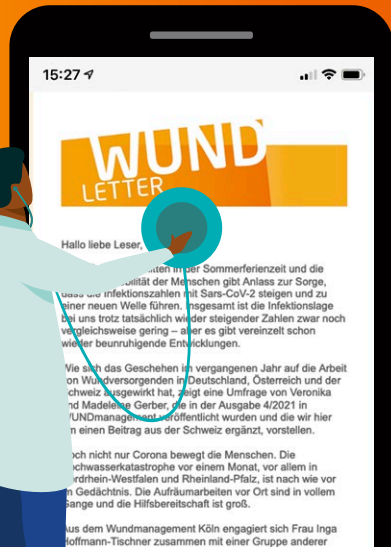 15:27
WUND
LETTER
Hallo liebe Leser,
in der Sommerferienzeit und die
der Menschen gibt Anlass zur Sorge,
dass die Infektionszahlen mit Sars-CoV-2 steigen und zu
einer neuen Welle führen. Insgesamt ist die Infektionslage
bei uns trotz tatsächlich wieder steigender Zahlen zwar noch
vergleichsweise gering – aber es gibt vereinzelt schon
wieder beunruhigende Entwicklungen.
Wie sich das Geschehen im vergangenen Jahr auf die Arbeit
von Wundversorgenden in Deutschland, Österreich und der
Schweiz ausgewirkt hat, zeigt eine Umfrage von Veronika
und Madeleine Gerber, die in der Ausgabe 4/2021 in
WUNDmanagement veröffentlicht wurden und die wir hier
um einen Beitrag aus der Schweiz ergänzt, vorstellen.
Doch nicht nur Corona bewegt die Menschen. Die
Hochwasserkatastrophe vor einem Monat, vor allem in
Nordrhein-Westfalen und Rheinland-Pfalz, ist nach wie vor
im Gedächtnis. Die Aufräumarbeiten vor Ort sind in vollem
Gange und die Hilfsbereitschaft ist groß.
Aus dem Wundmanagement Köln engagiert sich Frau Inga
Hoffmann-Tischner zusammen mit einer Gruppe anderer